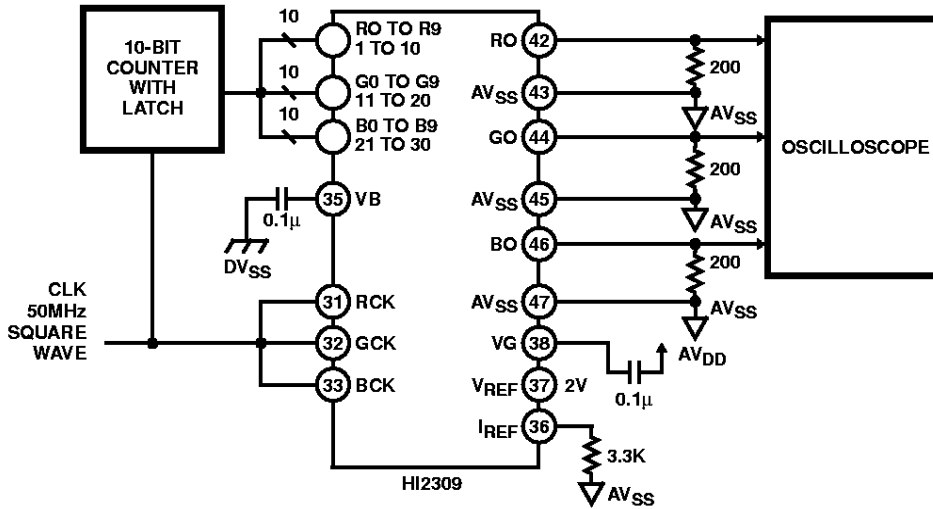 10-BIT
COUNTER
WITH
LATCH
10
RO TO R9
1 TO 10
10
G0 TO G9
11 TO 20
10
B0 TO B9
21 TO 30
35 VB
0.1μ
DVSS
CLK
50MHz
SQUARE
WAVE
31 RCK
32 GCK
33 BCK
RO 42
AVSS 43
GO 44
AVSS 45
BO 46
AVSS 47
VG 38
VREF 37 2V
IREF 36
HI2309
200
AVSS
200
AVSS
200
AVSS
AVDD
0.1μ
3.3K
AVSS
OSCILLOSCOPE